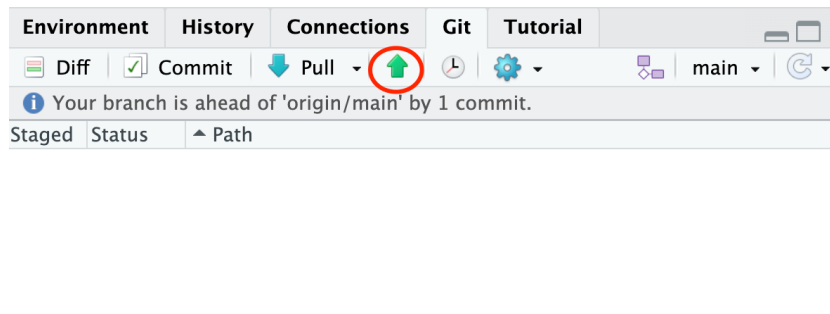 Environment History Connections Git Tutorial
Diff Commit Pull main
Your branch is ahead of 'origin/main' by 1 commit.
Staged Status Path